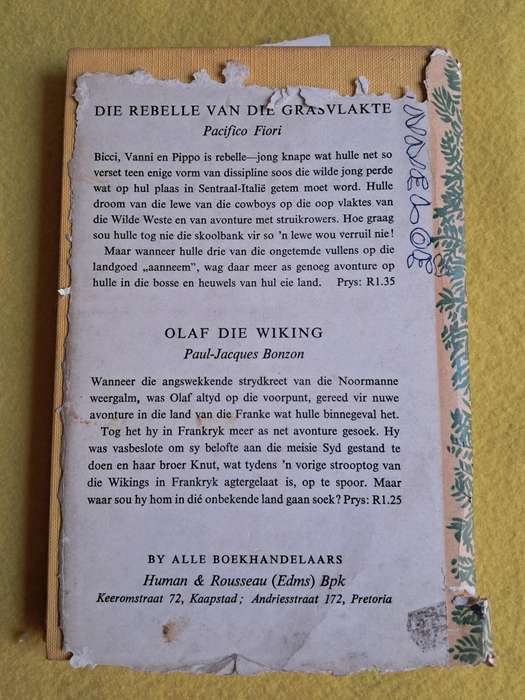 DIE REBELLE VAN DIE GRASVLAKTE
Pacifico Fiori
Bicci, Vanni en Pippo is rebelle—jong knape wat hulle net so
verset teen enige vorm van dissipline soos die wilde jong perde
wat op hul plaas in Sentraal-Italië getem moet word. Hulle
droom van die lewe van die cowboys op die oop vlaktes van
die Wilde Weste en van avonture met struikrowers. Hoe graag
sou hulle tog nie die skoolbank vir so 'n lewe wou verruil nie!
Maar wanneer hulle drie van die ongetemde vullens op die
landgoed „aanneem”, wag daar meer as genoeg avonture op
hulle in die bosse en heuwels van hul eie land. Prys: R1.35
OLAF DIE WIKING
Paul-Jacques Bonzon
Wanneer die angswekkende strydkreet van die Noormanne
weergalm, was Olaf altyd op die voorpunt, gereed vir nuwe
avonture in die land van die Franke wat hulle binnegeval het.
Tog het hy in Frankryk meer as net avonture gesoek. Hy
was vasbeslote om sy belofte aan die meisie Syd gestand te
doen en haar broer Knut, wat tydens 'n vorige strooptog van
die Wikings in Frankryk agtergelaat is, op te spoor. Maar
waar sou hy hom in dié onbekende land gaan soek? Prys: R1.25
BY ALLE BOEKHANDELAARS
Human & Rousseau (Edms) Bpk
Keeromstraat 72, Kaapstad; Andriesstraat 172, Pretoria